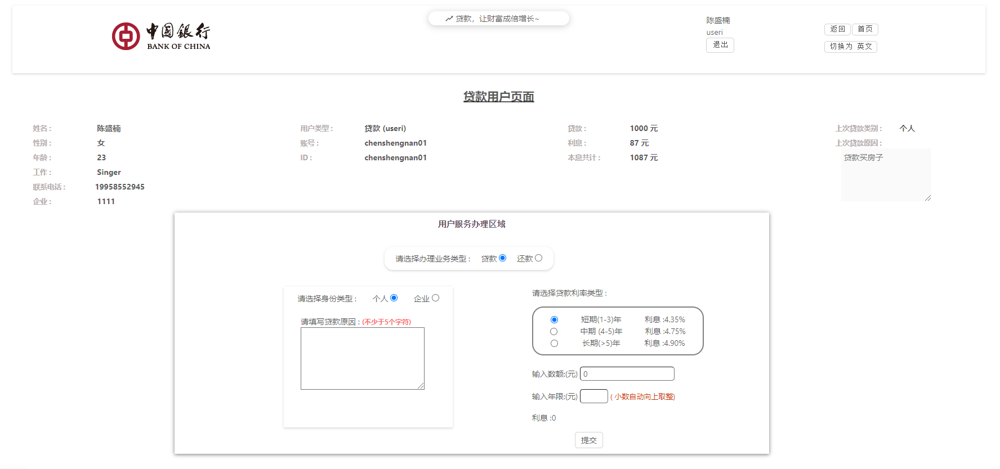 中国銀行
BANK OF CHINA
贷款，让财富成倍增长~
陈盛楠
useri
退出
返回 首页
切换为 英文
贷款用户页面
姓名 : 陈盛楠
性别 : 女
年龄 : 23
工作 : Singer
联系电话 : 19958552945
企业 : 1111
用户类型 : 贷款 (useri)
账号 : chenshengnan01
ID : chenshengnan01
贷款 : 1000 元
利息 : 87 元
本息共计 : 1087 元
上次贷款类别 : 个人
上次贷款原因 :
贷款买房子
用户服务办理区域
请选择办理业务类型 : 贷款 还款
请选择身份类型 : 个人 企业
请填写贷款原因 : (不少于5个字符)
请选择贷款利率类型 :
短期(1-3)年 利息 :4.35%
中期 (4-5)年 利息 :4.75%
长期(>5)年 利息 :4.90%
输入数额:(元) 0
输入年限:(元) ( 小数自动向上取整)
利息 :0
提交